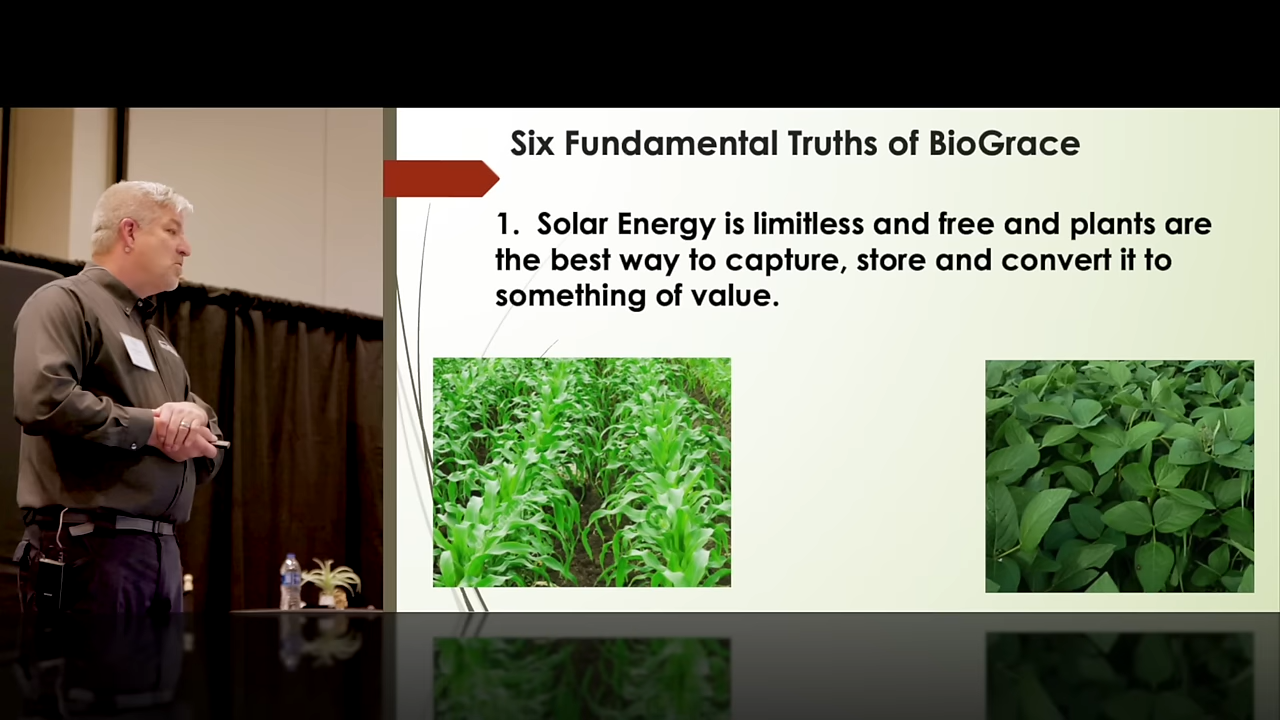 Six Fundamental Truths of BioGrace
1. Solar Energy is limitless and free and plants are
the best way to capture, store and convert it to
something of value.